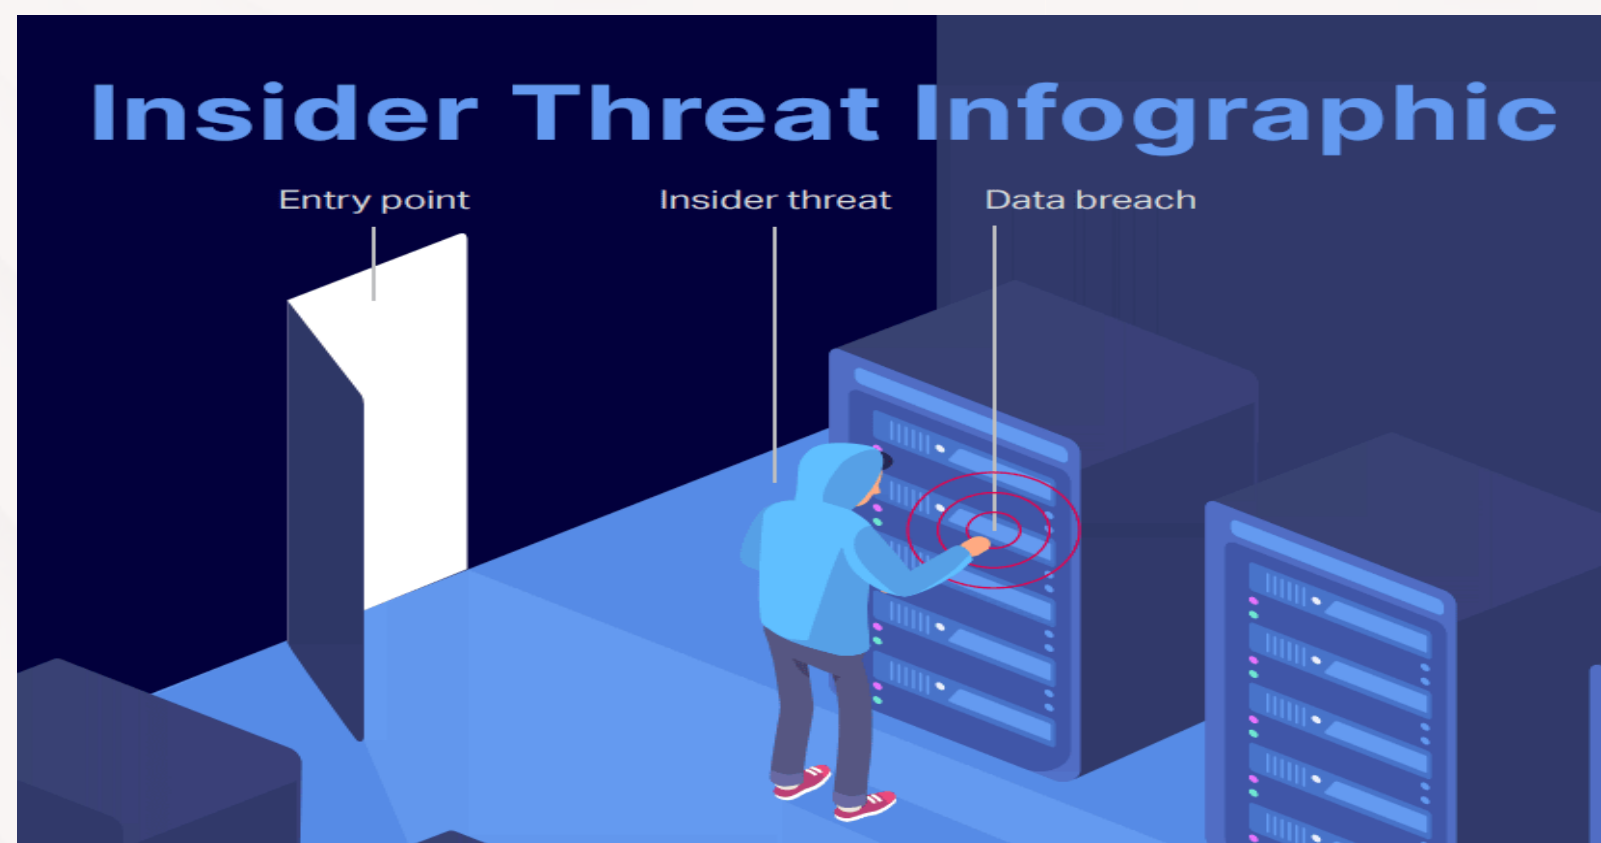 Insider Threat Infographic
Entry point
Insider threat
Data breach